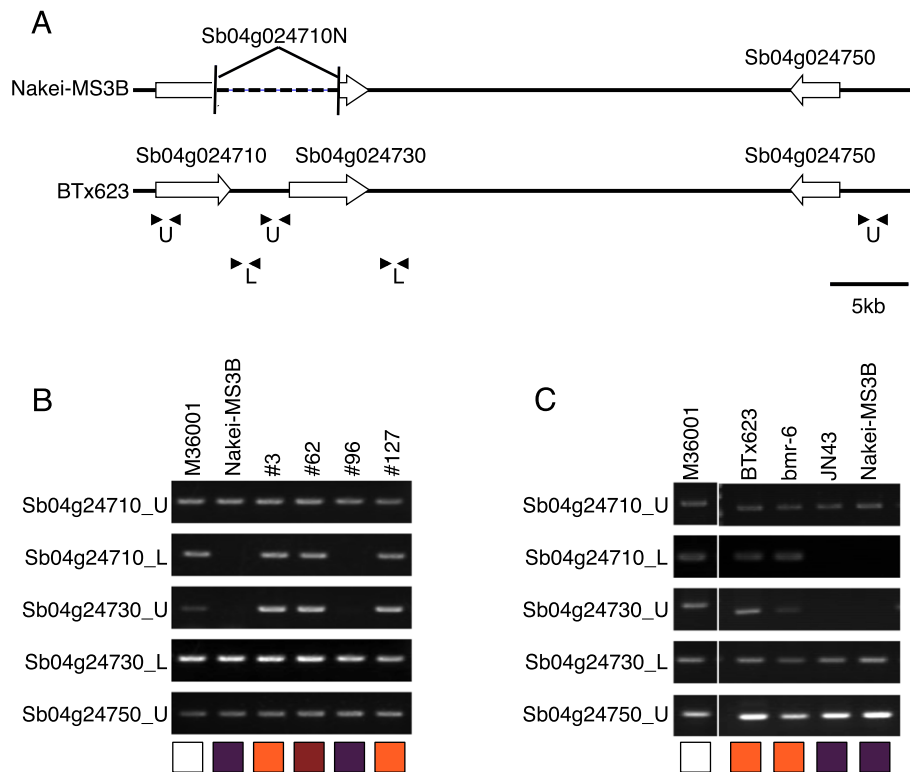 A
Sb04g024710N
Nakei-MS3B
Sb04g024750
Sb04g024710
Sb04g024730
Sb04g024750
BTx623
U
U
U
L
L
5kb
B
M36001
Nakei-MS3B
#3
#62
#96
#127
Sb04g24710_U
Sb04g24710_L
Sb04g24730_U
Sb04g24730_L
Sb04g24750_U
C
M36001
BTx623
bmr-6
JN43
Nakei-MS3B
Sb04g24710_U
Sb04g24710_L
Sb04g24730_U
Sb04g24730_L
Sb04g24750_U